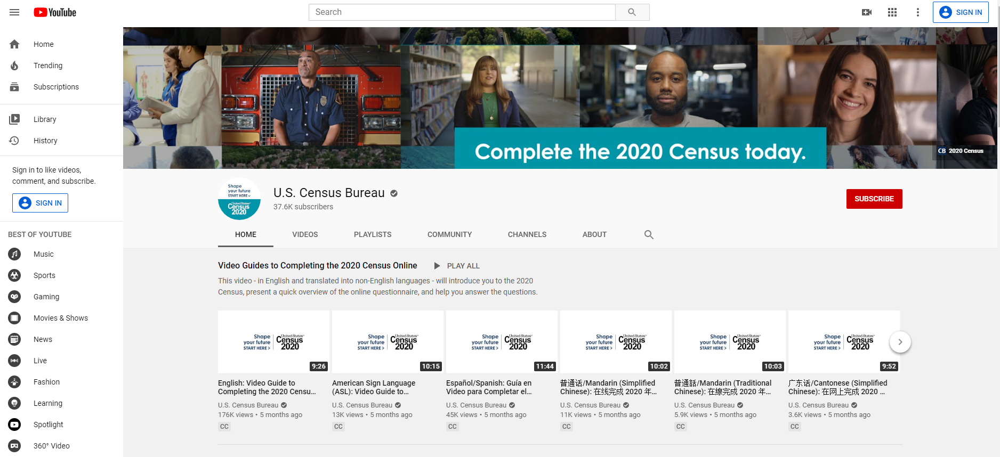 YouTube
Search
SIGN IN
Home
Trending
Subscriptions
Library
History
Sign in to like videos,
comment, and subscribe.
SIGN IN
BEST OF YOUTUBE
Music
Sports
Gaming
Movies & Shows
News
Live
Fashion
Learning
Spotlight
360° Video
Complete the 2020 Census today.
CB 2020 Census
Shape
your future
START HERE
United States®
Census
2020
U.S. Census Bureau
37.6K subscribers
SUBSCRIBE
HOME VIDEOS PLAYLISTS COMMUNITY CHANNELS ABOUT
Video Guides to Completing the 2020 Census Online PLAY ALL
This video - in English and translated into non-English languages - will introduce you to the 2020
Census, present a quick overview of the online questionnaire, and help you answer the questions.
Shape
your future
START HERE >
United States®
Census
2020
9:26
English: Video Guide to
Completing the 2020 Censu...
U.S. Census Bureau
176K views • 5 months ago
CC
Shape
your future
START HERE >
United States®
Census
2020
10:15
American Sign Language
(ASL): Video Guide to...
U.S. Census Bureau
13K views • 5 months ago
CC
Shape
your future
START HERE >
United States®
Census
2020
11:44
Español/Spanish: Guía en
Video para Completar el...
U.S. Census Bureau
45K views • 5 months ago
CC
Shape
your future
START HERE >
United States®
Census
2020
10:02
普通话/Mandarin (Simplified
Chinese): 在线完成 2020 年...
U.S. Census Bureau
11K views • 5 months ago
CC
Shape
your future
START HERE >
United States®
Census
2020
10:03
普通話/Mandarin (Traditional
Chinese): 在線完成 2020 年...
U.S. Census Bureau
5.9K views • 5 months ago
CC
Shape
your future
START HERE >
United States®
Census
2020
9:52
广东话/Cantonese (Simplified
Chinese): 在网上完成 2020 ...
U.S. Census Bureau
3.6K views • 5 months ago
CC